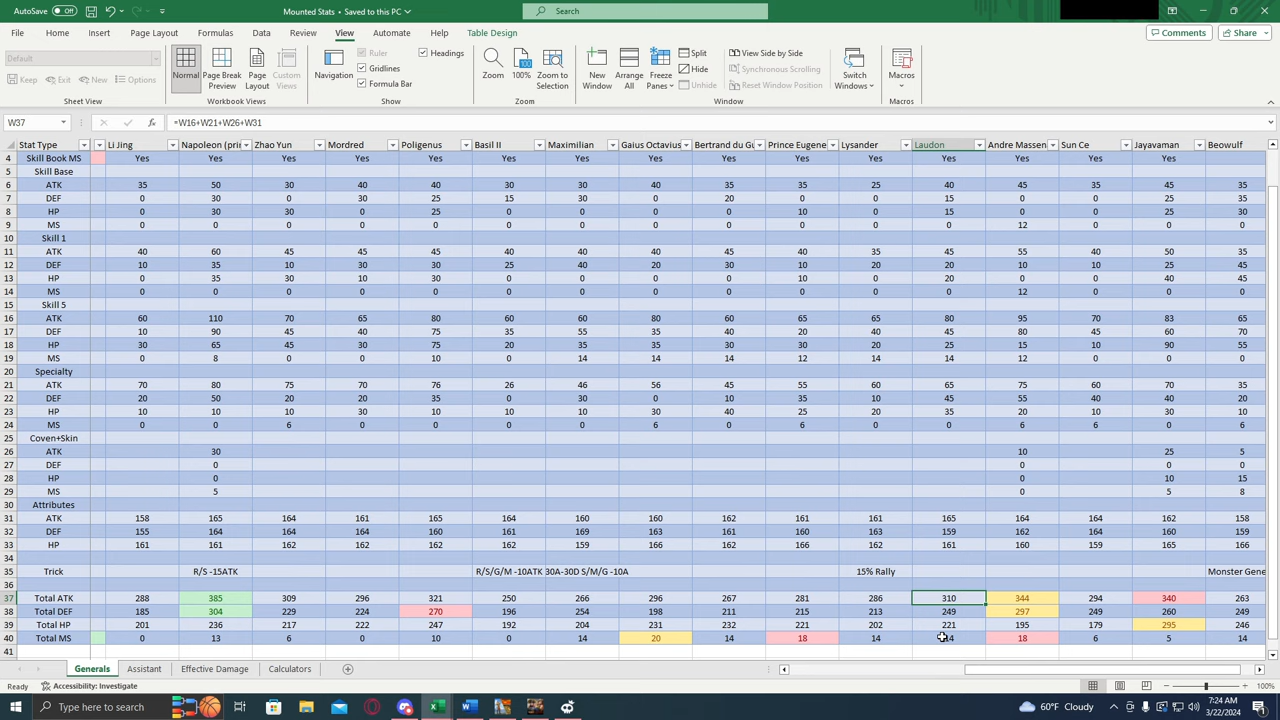 AutoSave Off Mounted Stats • Saved to this PC Search
File Home Insert Page Layout Formulas Data Review View Automate Help Table Design Comments Share
Default Ruler Headings
Keep Exit New Options Normal Page Break Preview Page Layout Custom Views Gridlines Formula Bar Navigation Zoom 100% Zoom to Selection New Window Arrange All Freeze Panes Split Hide Unhide View Side by Side Synchronous Scrolling Reset Window Position Switch Windows Macros
Sheet View Workbook Views Show Zoom Window Macros
W37 fx =W16+W21+W26+W31
Stat Type Li Jing Napoleon (prin Zhao Yun Mordred Poligenus Basil II Maximilian Gaius Octavius Bertrand du Gu Prince Eugene Lysander Laudon Andre Massen Sun Ce Jayavaman Beowulf
4 Skill Book MS Yes Yes Yes Yes Yes Yes Yes Yes Yes Yes Yes Yes Yes Yes Yes Yes
5 Skill Base
6 ATK 35 50 30 40 40 30 30 40 35 35 25 40 45 35 45 35
7 DEF 0 30 0 30 25 15 30 0 20 0 0 15 0 0 25 35
8 HP 0 30 30 0 25 0 0 0 0 10 0 15 0 0 25 30
9 MS 0 0 0 0 0 0 0 0 0 0 0 0 12 0 0 0
10 Skill 1
11 ATK 40 60 45 45 45 40 40 45 45 45 35 45 55 40 50 35
12 DEF 10 35 10 30 30 25 40 20 30 10 20 20 10 10 25 45
13 HP 0 35 30 10 30 0 0 0 0 0 0 20 0 0 40 45
14 MS 0 0 0 0 0 0 0 0 0 0 0 0 12 0 0 0
15 Skill 5
16 ATK 60 110 70 65 80 60 60 80 60 65 65 80 95 70 83 65
17 DEF 10 90 45 40 75 35 55 35 40 20 40 45 80 45 60 70
18 HP 30 65 45 30 75 20 35 35 30 30 20 25 15 10 90 55
19 MS 0 8 0 0 10 0 14 14 14 12 14 14 12 0 0 0
20 Specialty
21 ATK 70 80 75 70 76 26 46 56 45 55 60 65 75 60 70 35
22 DEF 20 50 20 20 35 0 30 0 10 35 10 45 55 40 40 20
23 HP 10 10 10 30 10 10 10 30 40 25 20 35 20 10 30 10
24 MS 0 0 6 0 0 0 0 6 0 6 0 0 6 6 0 6
25 Coven+Skin
26 ATK 30 10 25 5
27 DEF 0 0 0 0
28 HP 0 0 10 15
29 MS 5 0 5 8
30 Attributes
31 ATK 158 165 164 161 165 164 160 160 162 161 161 165 164 164 162 158
32 DEF 155 164 164 164 160 161 169 163 161 160 163 159 162 164 160 159
33 HP 161 161 162 162 162 162 159 166 162 166 162 161 160 159 165 166
34
35 Trick R/S -15ATK R/S/G/M -10ATK 30A-30D S/M/G -10A 15% Rally Monster Gene
36
37 Total ATK 288 385 309 296 321 250 266 296 267 281 286 310 344 294 340 263
38 Total DEF 185 304 229 224 270 196 254 198 211 215 213 249 297 249 260 249
39 Total HP 201 236 217 222 247 192 204 231 232 221 202 221 195 179 295 246
40 Total MS 0 13 6 0 10 0 14 20 14 18 14 18 6 5 14
41
Generals Assistant Effective Damage Calculators
Ready Accessibility: Investigate 100%
Type here to search 60°F Cloudy 7:24 AM
3/22/2024